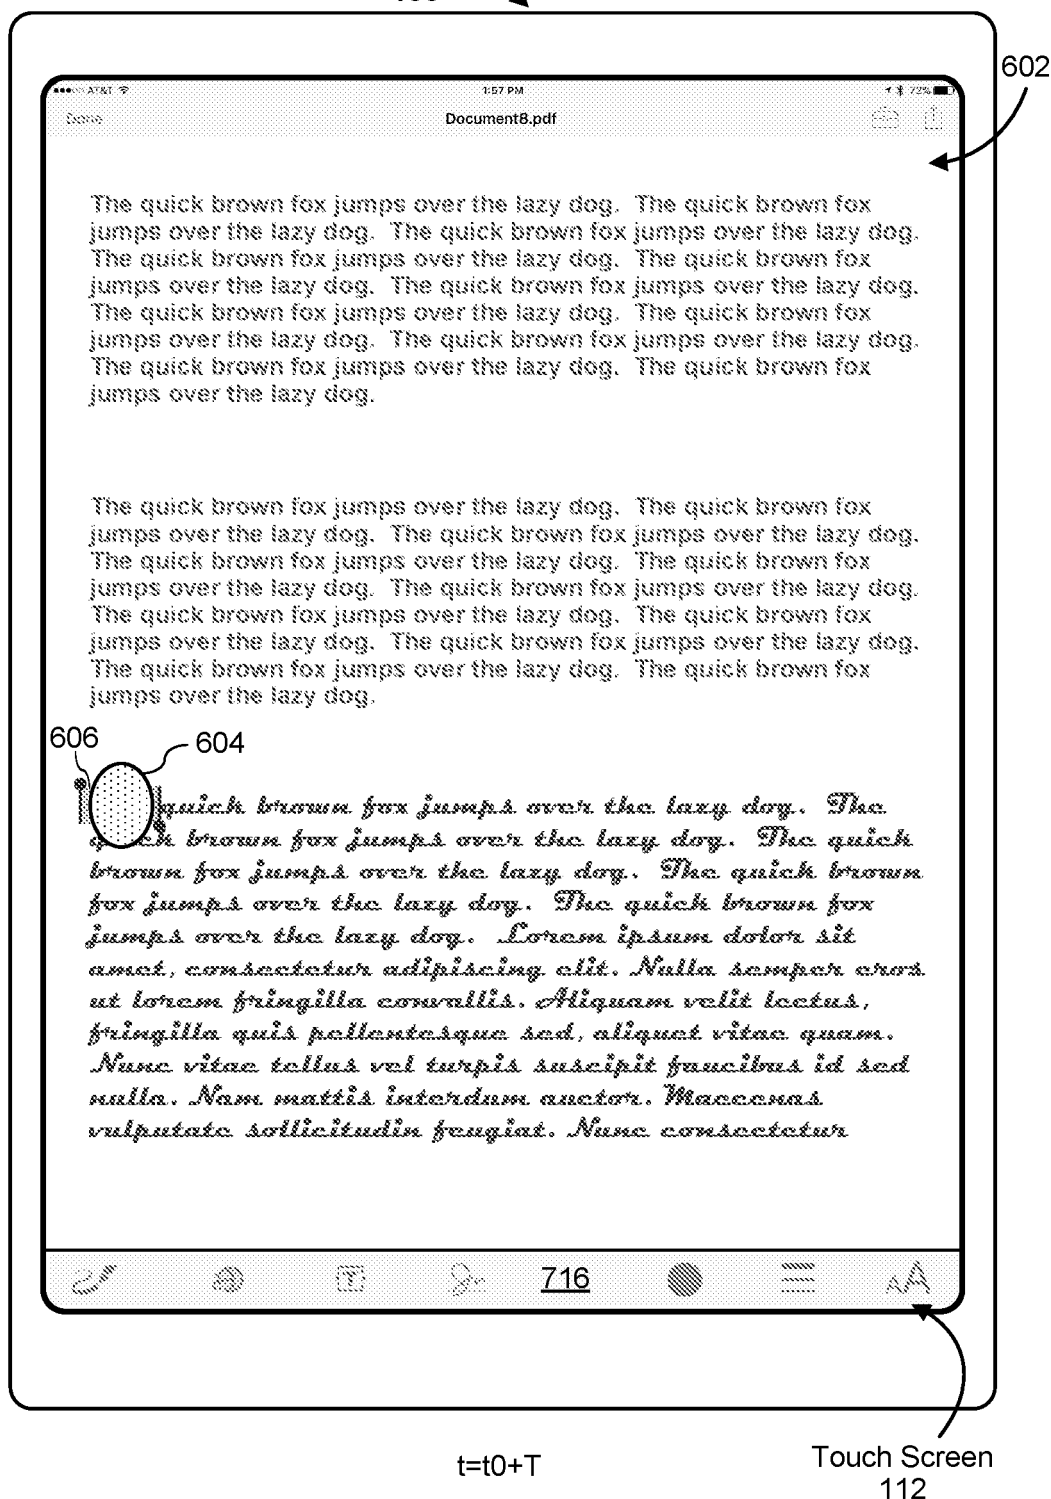 602
AT&T 1:57 PM 72%
Done Document8.pdf
The quick brown fox jumps over the lazy dog. The quick brown fox
jumps over the lazy dog. The quick brown fox jumps over the lazy dog.
The quick brown fox jumps over the lazy dog. The quick brown fox
jumps over the lazy dog. The quick brown fox jumps over the lazy dog.
The quick brown fox jumps over the lazy dog. The quick brown fox
jumps over the lazy dog. The quick brown fox jumps over the lazy dog.
The quick brown fox jumps over the lazy dog. The quick brown fox
jumps over the lazy dog.
The quick brown fox jumps over the lazy dog. The quick brown fox
jumps over the lazy dog. The quick brown fox jumps over the lazy dog.
The quick brown fox jumps over the lazy dog. The quick brown fox
jumps over the lazy dog. The quick brown fox jumps over the lazy dog.
The quick brown fox jumps over the lazy dog. The quick brown fox
jumps over the lazy dog. The quick brown fox jumps over the lazy dog.
The quick brown fox jumps over the lazy dog. The quick brown fox
jumps over the lazy dog.
606 604
quick brown fox jumps over the lazy dog. The
quick brown fox jumps over the lazy dog. The quick
brown fox jumps over the lazy dog. The quick brown
fox jumps over the lazy dog. The quick brown fox
jumps over the lazy dog. Lorem ipsum dolor sit
amet, consectetur adipiscing elit. Nulla semper eros
ut lorem fringilla convallis. Aliquam velit lectus,
fringilla quis pellentesque sed, aliquet vitae quam.
Nunc vitae tellus vel turpis suscipit faucibus id sed
nulla. Nam mattis interdum auctor. Maecenas
vulputate sollicitudin feugiat. Nunc consectetur
T 716 AA
t=t0+T
Touch Screen
112